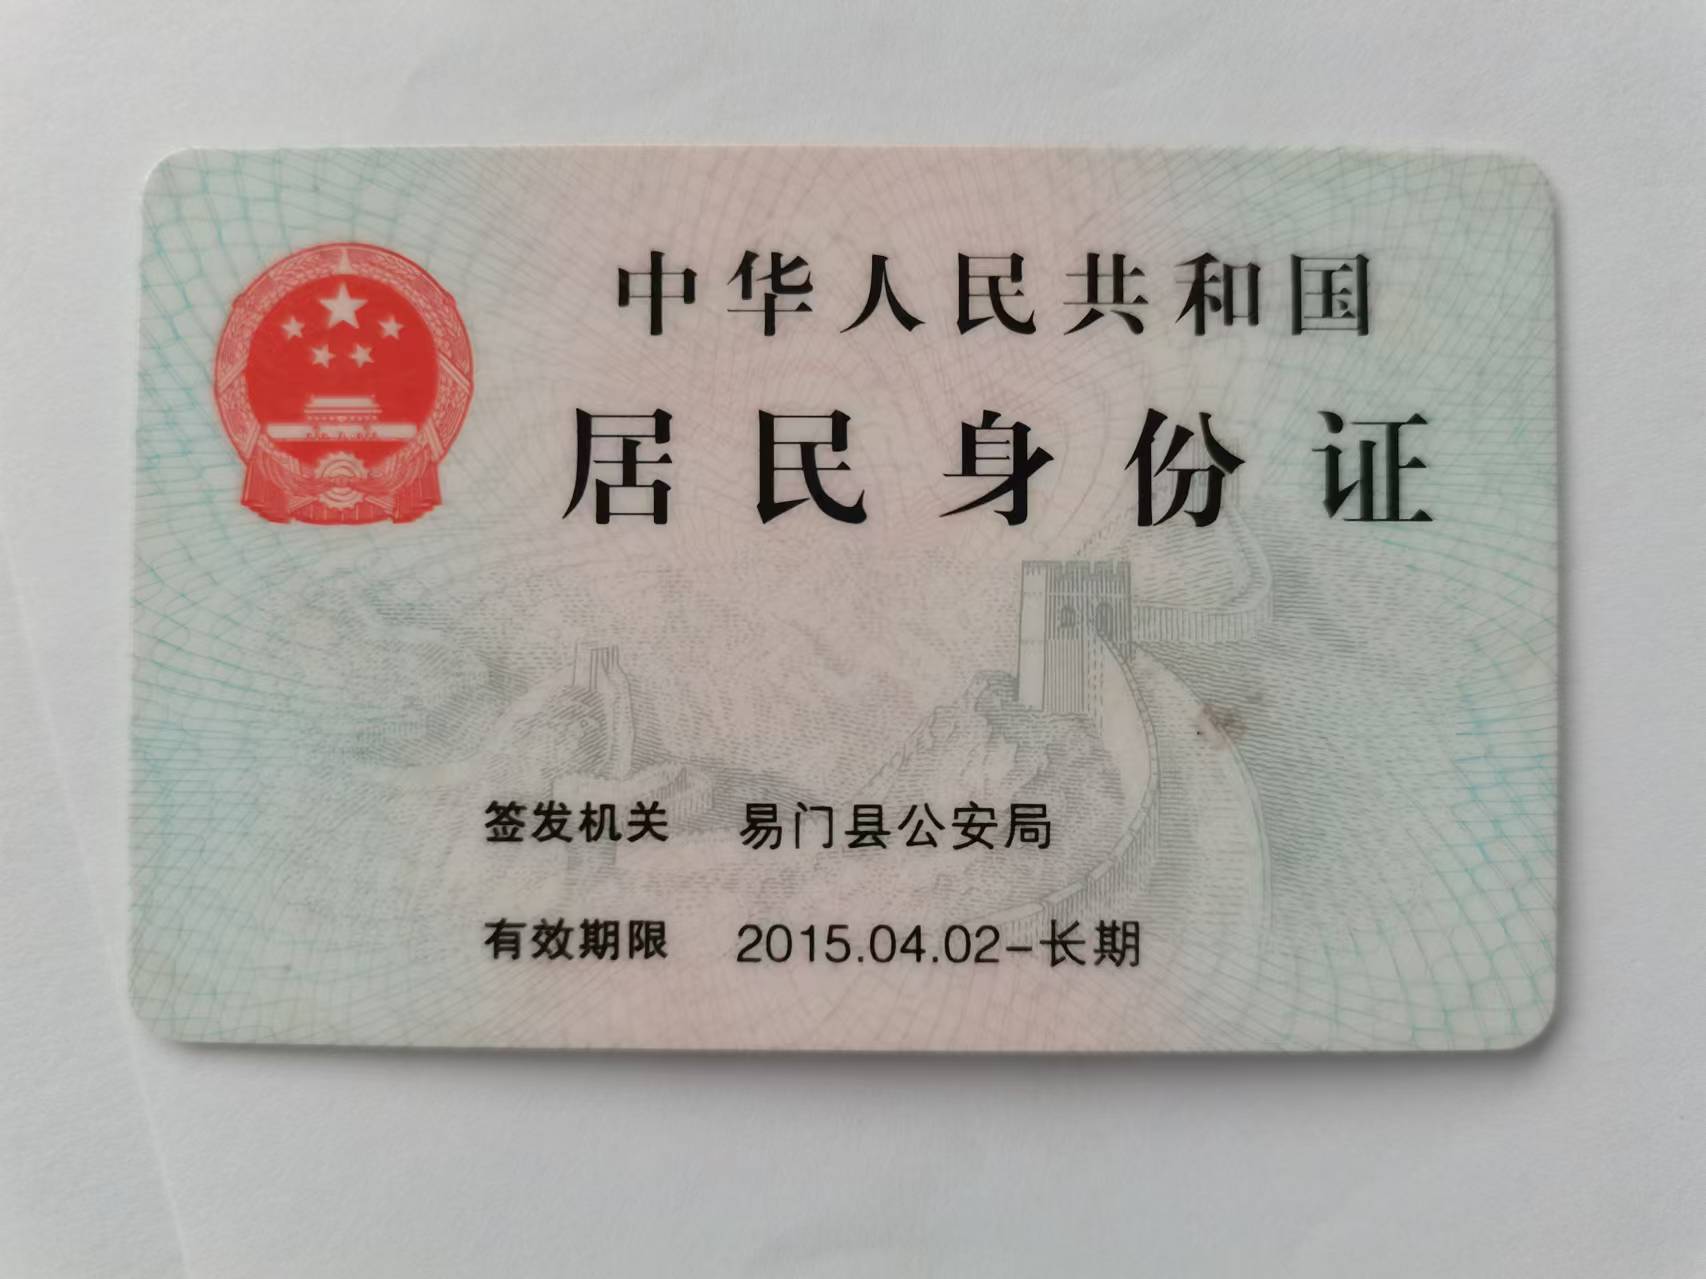 中华人民共和国
居民身份证
签发机关 易门县公安局
有效期限 2015.04.02-长期